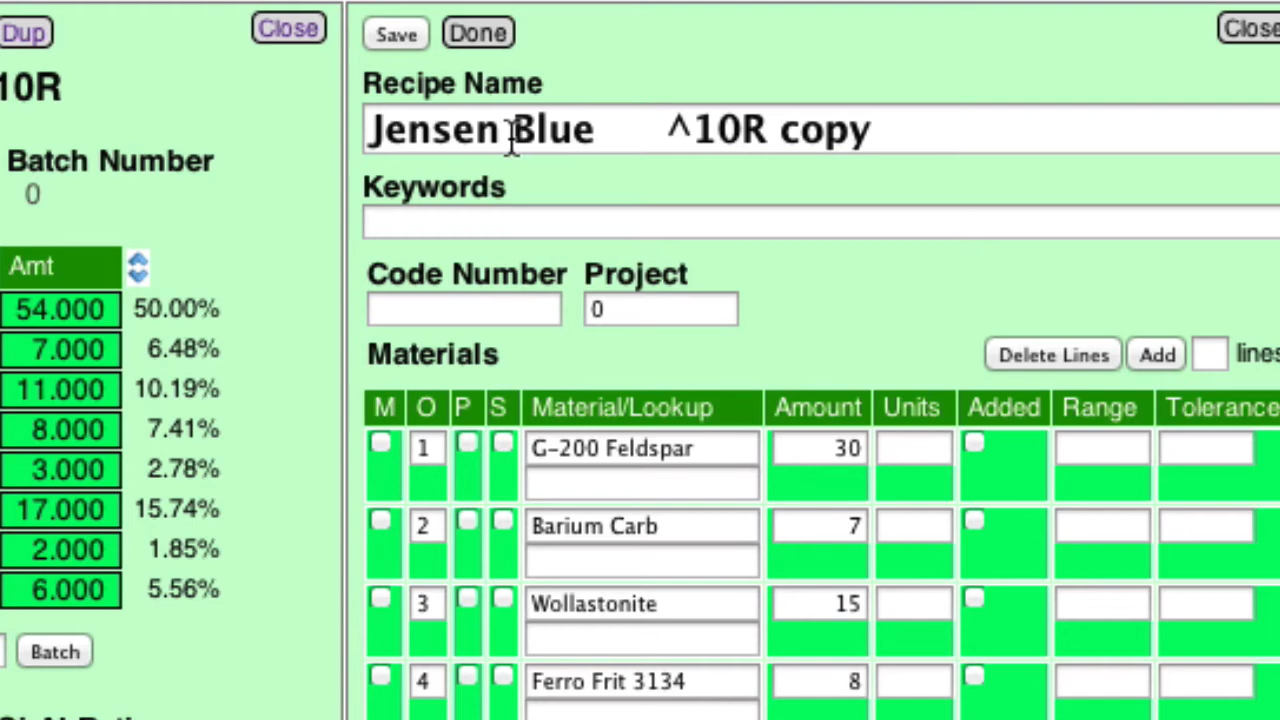 Dup
Close
10R
Batch Number
0
Amt
54.000 50.00%
7.000 6.48%
11.000 10.19%
8.000 7.41%
3.000 2.78%
17.000 15.74%
2.000 1.85%
6.000 5.56%
Batch
Save Done Close
Recipe Name
Jensen Blue ^10R copy
Keywords
Code Number Project
0
Materials Delete Lines Add lines
M O P S Material/Lookup Amount Units Added Range Tolerance
1 G-200 Feldspar 30
2 Barium Carb 7
3 Wollastonite 15
4 Ferro Frit 3134 8